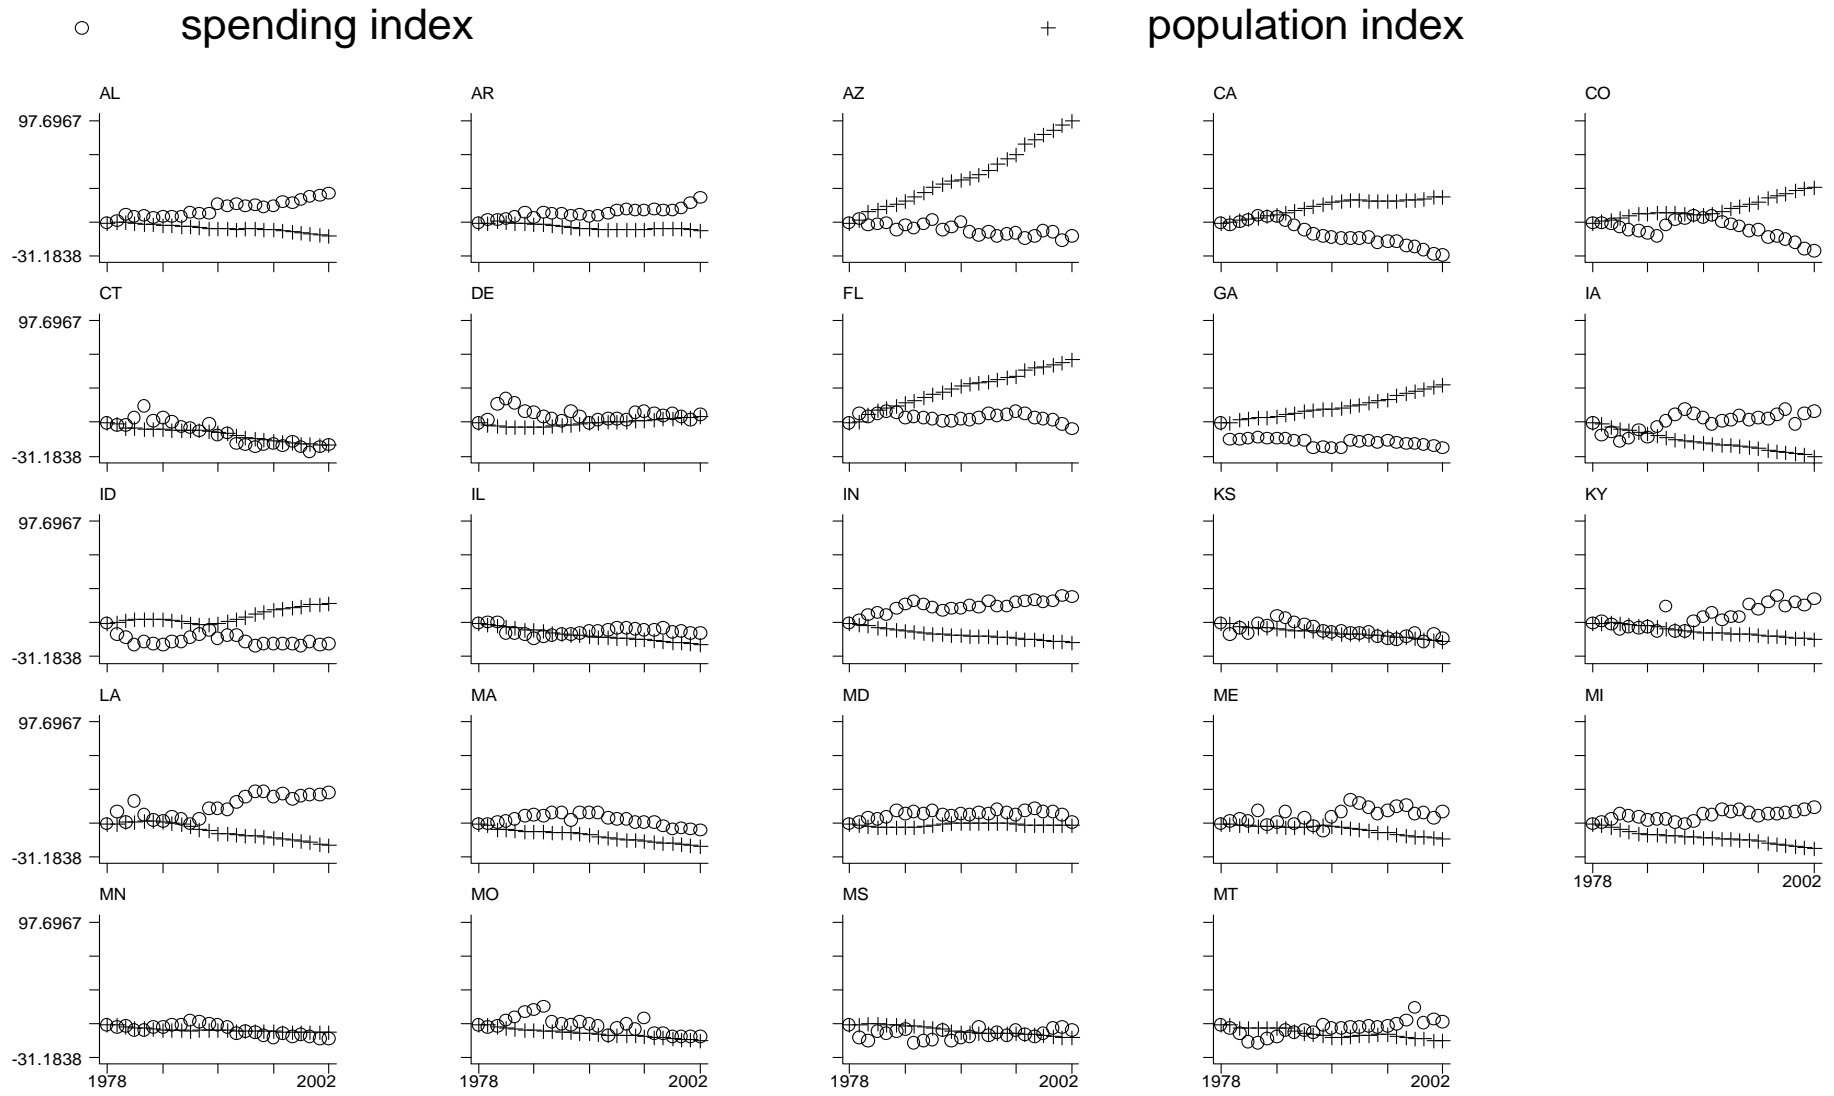 spending index population index
AL AR AZ CA CO
97.6967
-31.1838
CT DE FL GA IA
97.6967
-31.1838
ID IL IN KS KY
97.6967
-31.1838
LA MA MD ME MI
97.6967
-31.1838
1978 2002
MN MO MS MT
97.6967
-31.1838
1978 2002 1978 2002 1978 2002 1978 2002